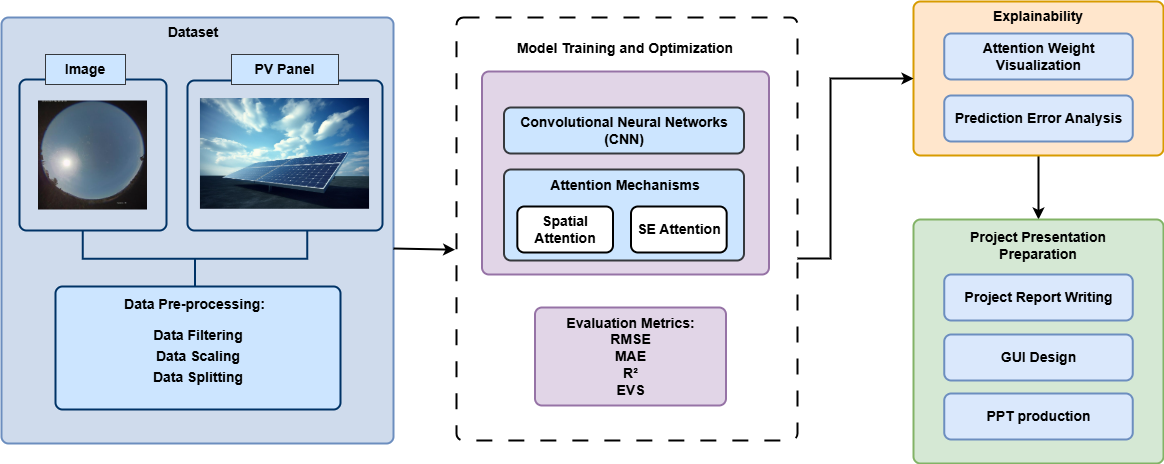 Dataset
Image
PV Panel
Data Pre-processing:
Data Filtering
Data Scaling
Data Splitting
Model Training and Optimization
Convolutional Neural Networks
(CNN)
Attention Mechanisms
Spatial
Attention
SE Attention
Evaluation Metrics:
RMSE
MAE
R²
EVS
Explainability
Attention Weight
Visualization
Prediction Error Analysis
Project Presentation
Preparation
Project Report Writing
GUI Design
PPT production